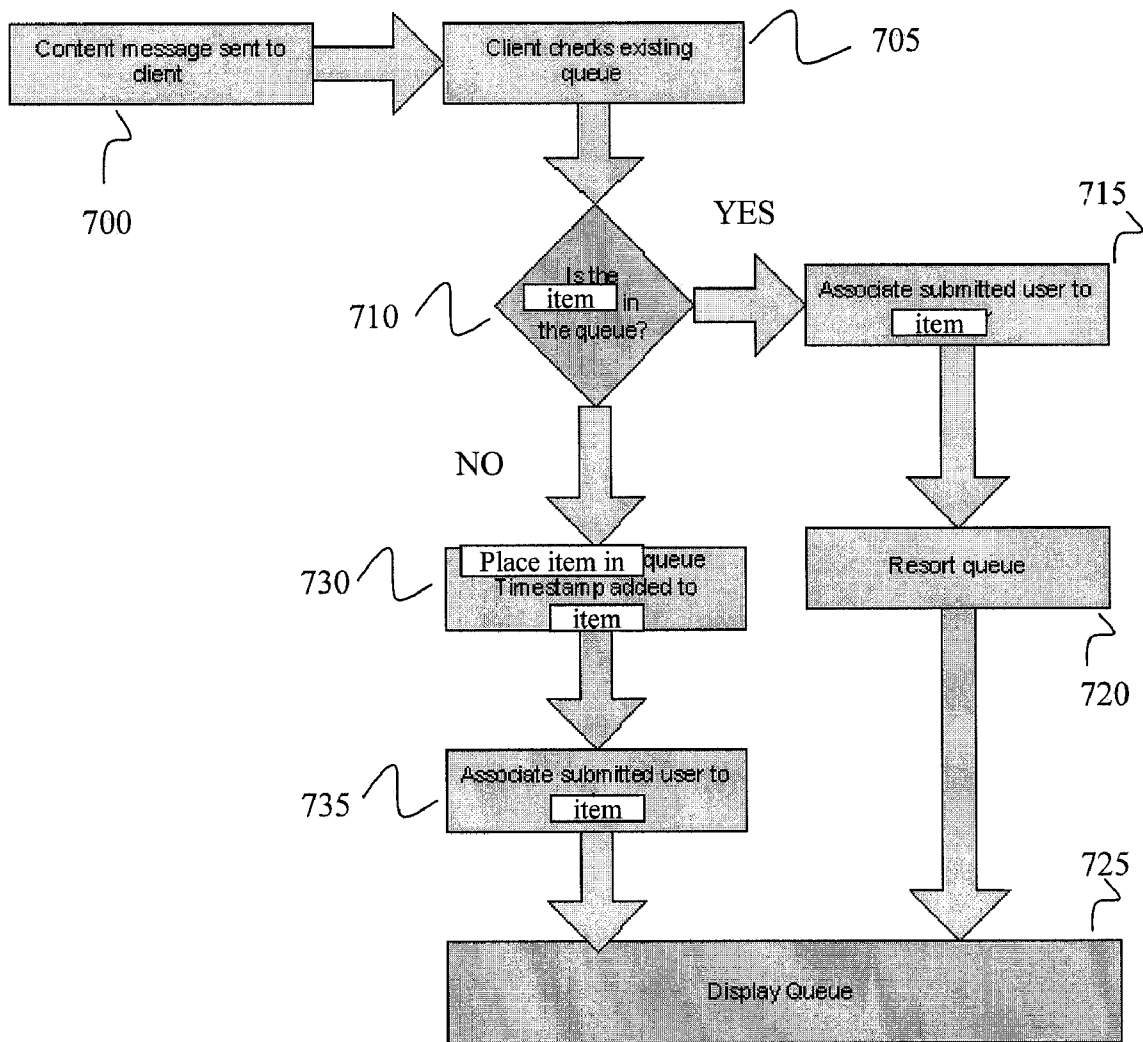 Content message sent to
client
700
Client checks existing
queue
705
Is the
item in
the queue?
710
YES
Associate submitted user to
item
715
NO
Place item in queue
Timestamp added to
item
730
Resort queue
720
Associate submitted user to
item
735
Display Queue
725